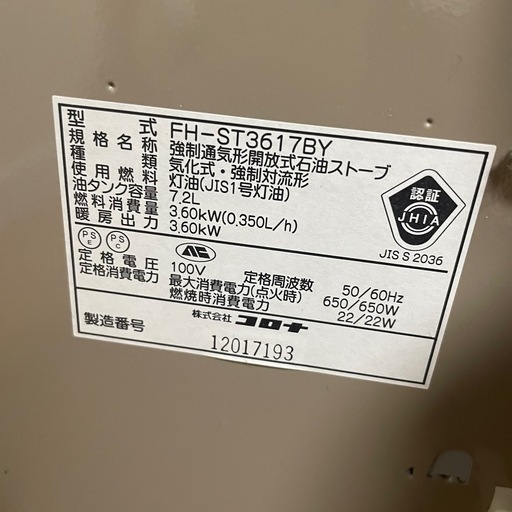 型式 FH-ST3617BY
規格名称 強制通気形開放式石油ストーブ
種類 気化式・強制対流形
使用燃料 灯油(JIS1号灯油)
油タンク容量 7.2L
燃料消費量 3.60kW(0.350L/h)
暖房出力 3.60kW
認証
JHIA
JIS S 2036
PS E
PS C
定格電圧 100V 定格周波数 50/60Hz
定格消費電力 最大消費電力(点火時) 650/650W
燃焼時消費電力 22/22W
株式会社 コロナ
製造番号 12017193